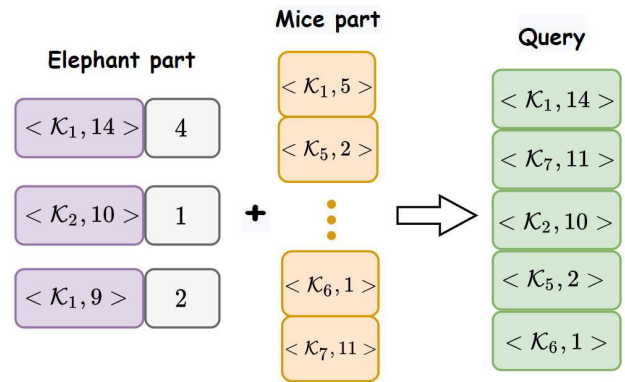 Elephant part
< 𝒦₁, 14 > 4
< 𝒦₂, 10 > 1
< 𝒦₁, 9 > 2
+
Mice part
< 𝒦₁, 5 >
< 𝒦₅, 2 >
< 𝒦₆, 1 >
< 𝒦₇, 11 >
Query
< 𝒦₁, 14 >
< 𝒦₇, 11 >
< 𝒦₂, 10 >
< 𝒦₅, 2 >
< 𝒦₆, 1 >